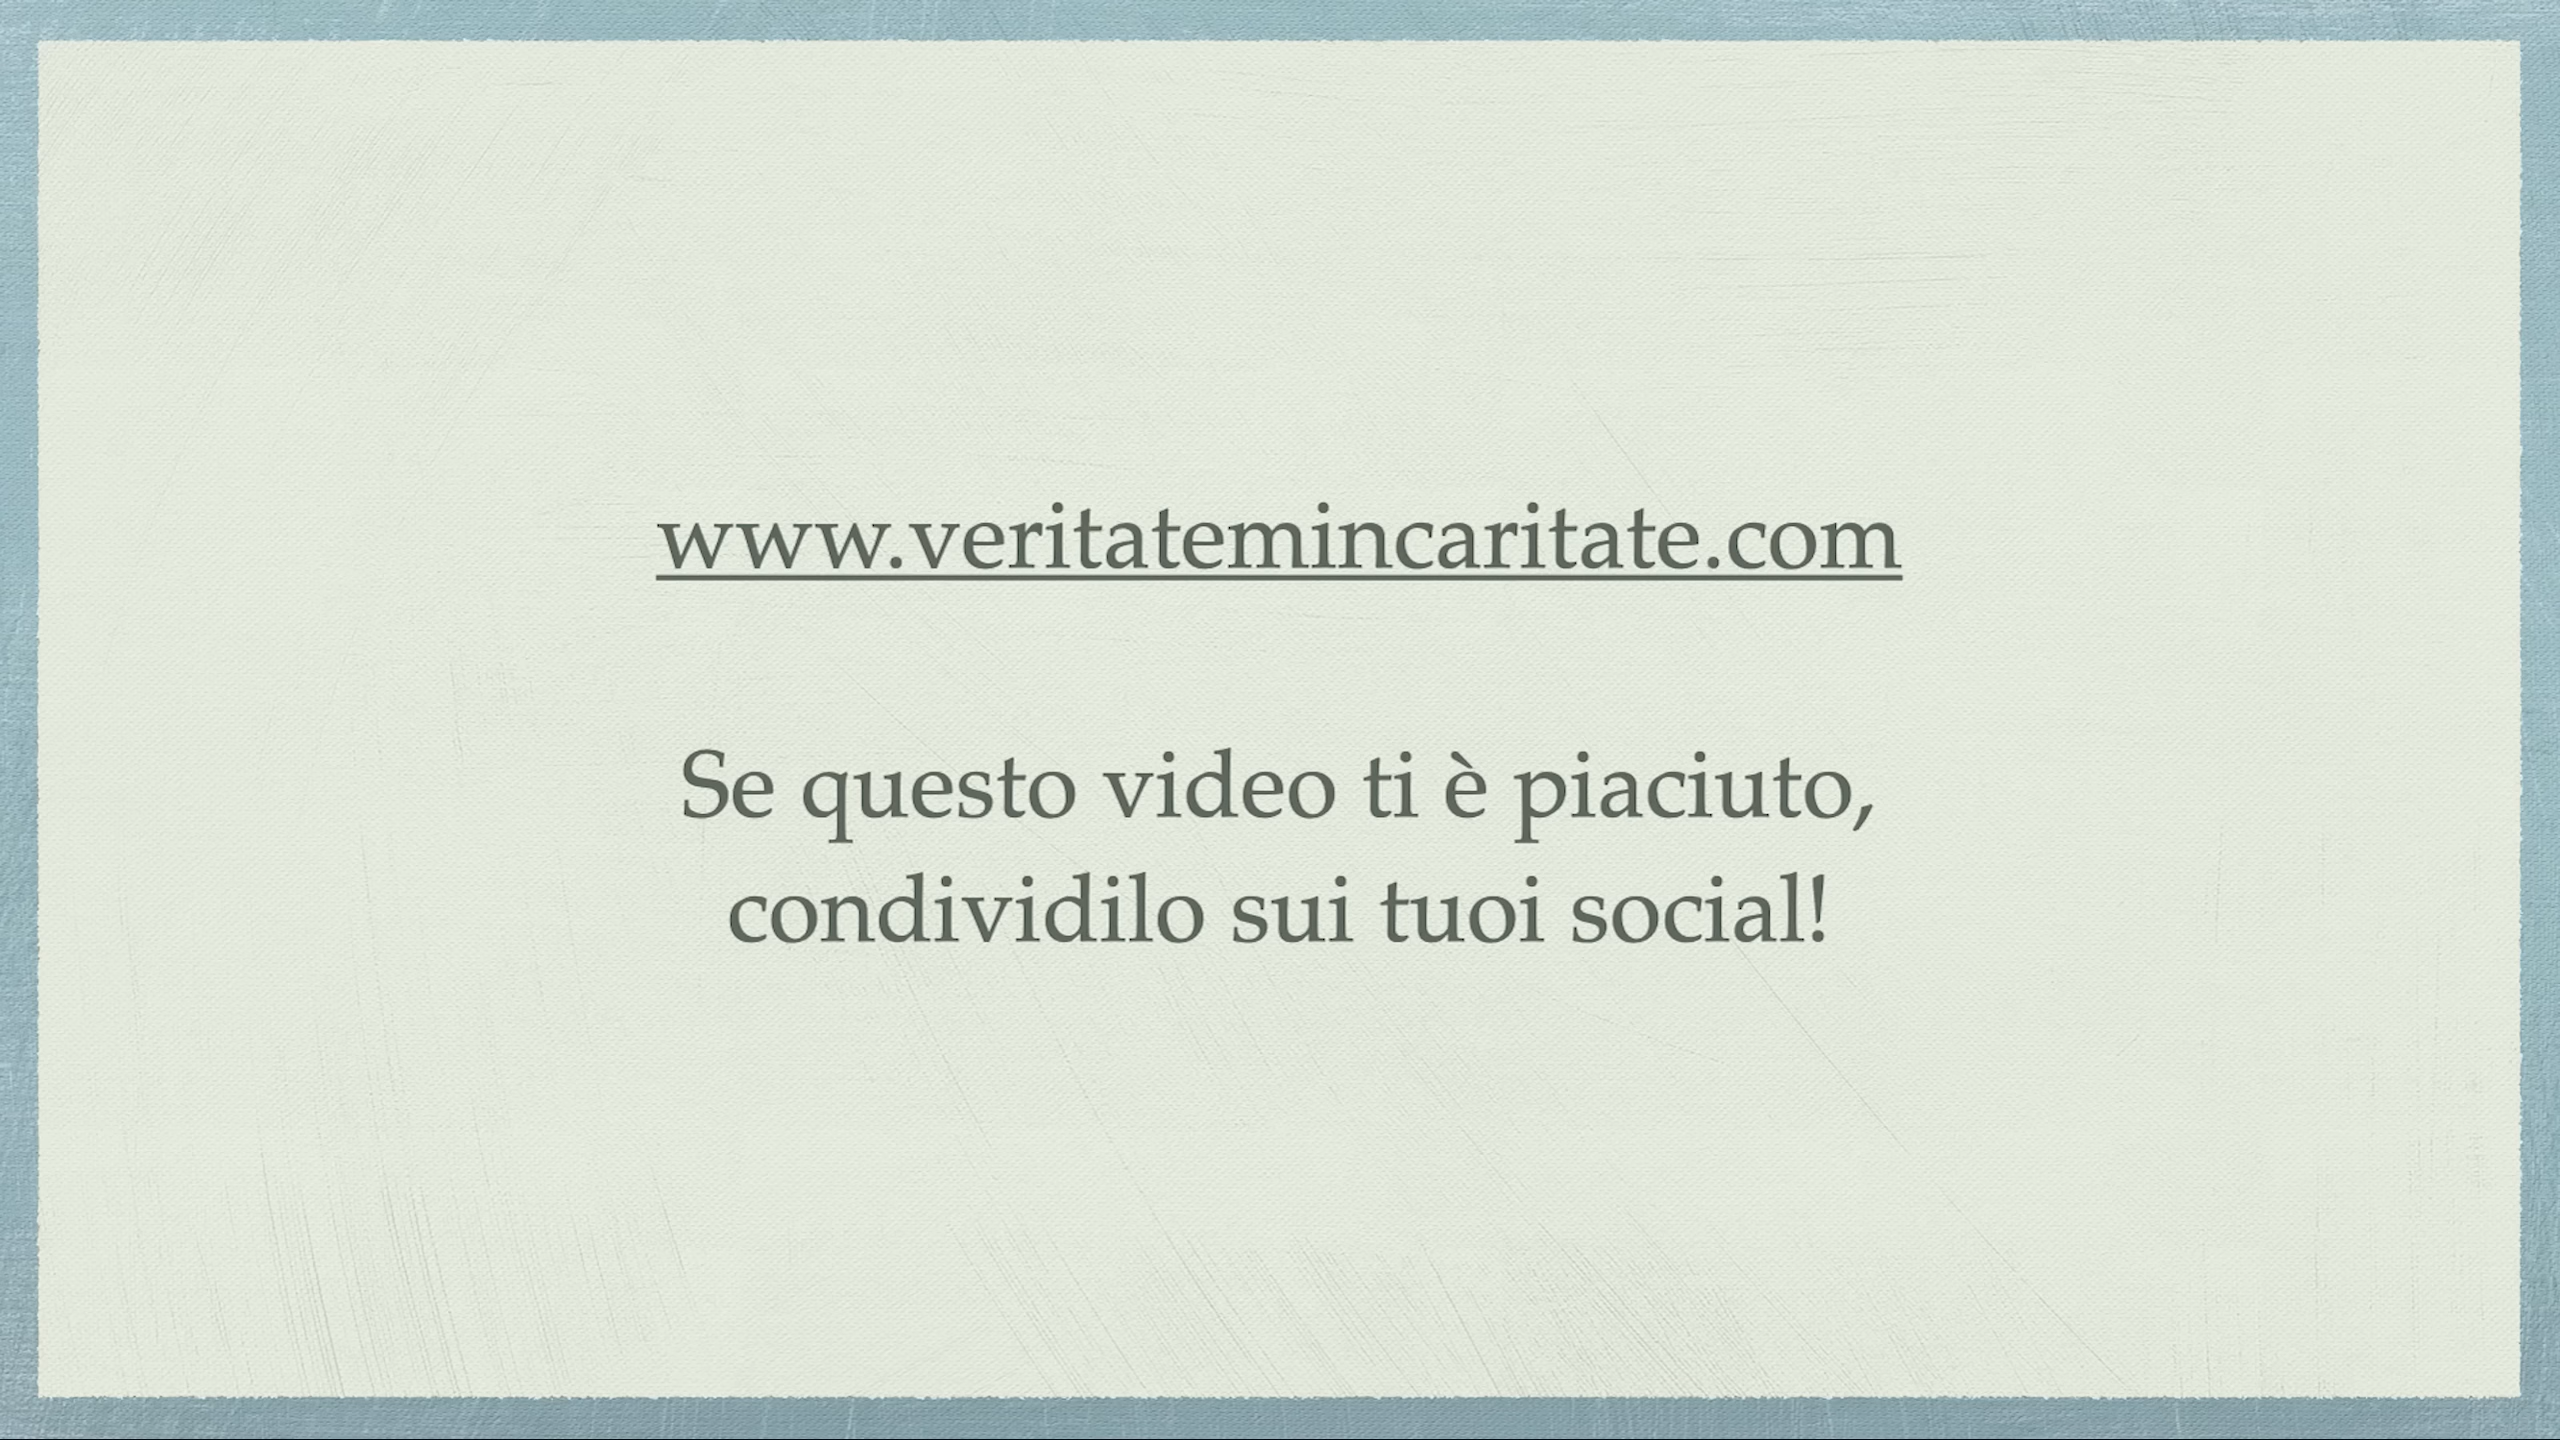 www.veritatemincaritate.com
Se questo video ti è piaciuto,
condividilo sui tuoi social!